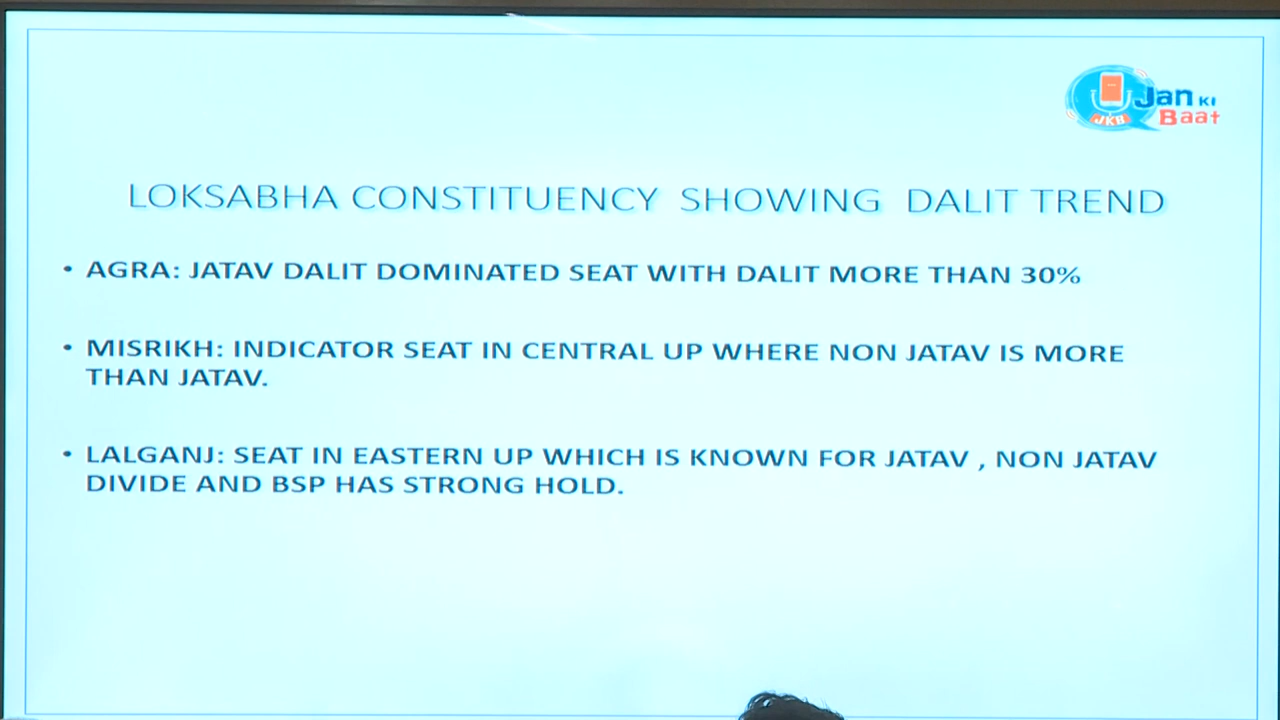 Jan KI
Baat
JKB
LOKSABHA CONSTITUENCY SHOWING DALIT TREND
• AGRA: JATAV DALIT DOMINATED SEAT WITH DALIT MORE THAN 30%
• MISRIKH: INDICATOR SEAT IN CENTRAL UP WHERE NON JATAV IS MORE
THAN JATAV.
• LALGANJ: SEAT IN EASTERN UP WHICH IS KNOWN FOR JATAV , NON JATAV
DIVIDE AND BSP HAS STRONG HOLD.